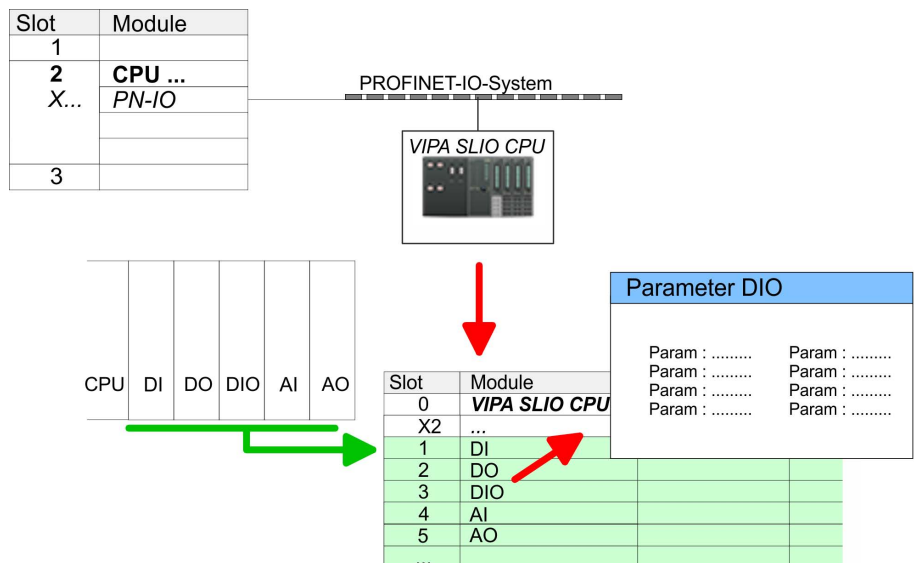 Slot Module
1
2 CPU ...
X... PN-IO
3
PROFINET-IO-System
VIPA SLIO CPU
CPU DI DO DIO AI AO
Parameter DIO
Param : ......... Param : .........
Param : ......... Param : .........
Param : ......... Param : .........
Param : ......... Param : .........
Slot Module
0 VIPA SLIO CPU
X2 ...
1 DI
2 DO
3 DIO
4 AI
5 AO
...